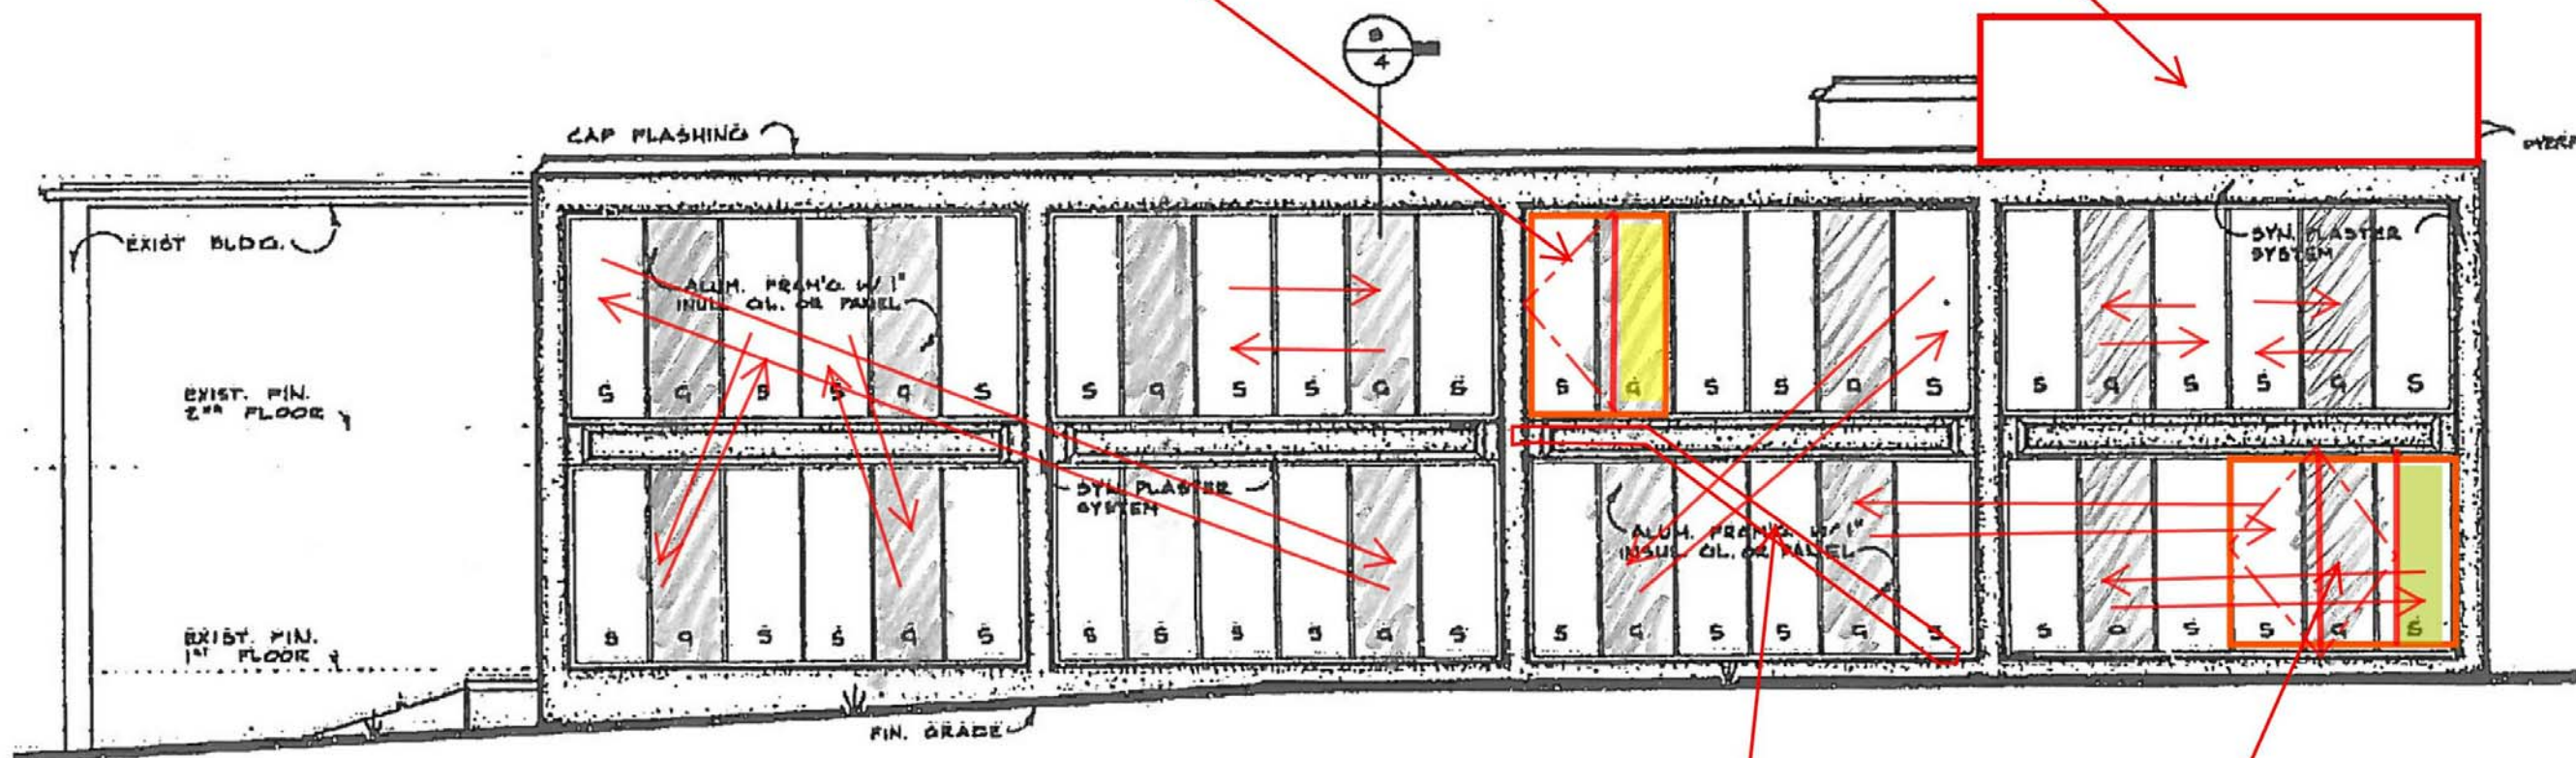 B
4
CAP FLASHING
EXIST BLDG.
ALUM. FRAM'G. W/ 1"
INSUL GL. OR PANEL
SYN. PLASTER
SYSTEM
EXIST. FIN.
2ND FLOOR
S G S S G S
S G S S G S
S G S S G S
S G S S G S
SYN. PLASTER
SYSTEM
ALUM. FRAM'G. W/ 1"
INSUL. GL. OR PANEL
EXIST. FIN.
1ST FLOOR
S G S S G S
S S S S G S
S G S S G S
S G S S G S
FIN. GRADE